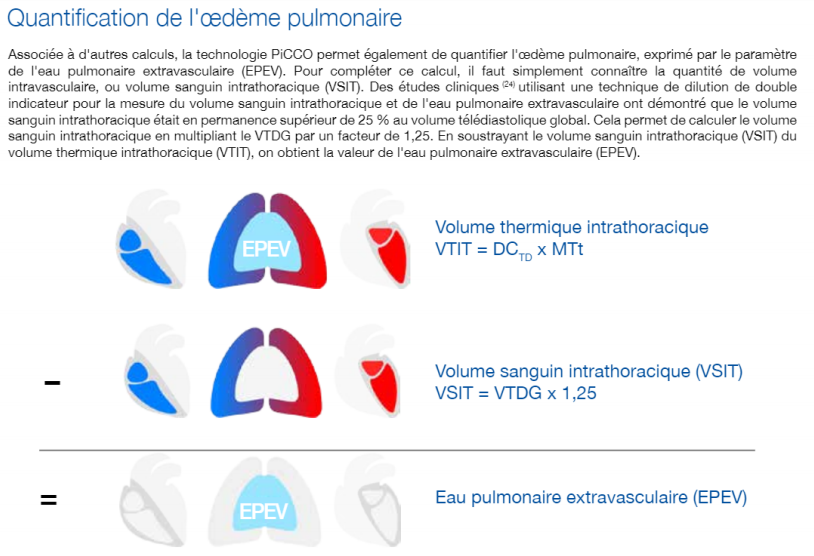 Quantification de l'œdème pulmonaire
Associée à d'autres calculs, la technologie PiCCO permet également de quantifier l'œdème pulmonaire, exprimé par le paramètre
de l'eau pulmonaire extravasculaire (EPEV). Pour compléter ce calcul, il faut simplement connaître la quantité de volume
intravasculaire, ou volume sanguin intrathoracique (VSIT). Des études cliniques (24) utilisant une technique de dilution de double
indicateur pour la mesure du volume sanguin intrathoracique et de l'eau pulmonaire extravasculaire ont démontré que le volume
sanguin intrathoracique était en permanence supérieur de 25 % au volume télédiastolique global. Cela permet de calculer le volume
sanguin intrathoracique en multipliant le VTDG par un facteur de 1,25. En soustrayant le volume sanguin intrathoracique (VSIT) du
volume thermique intrathoracique (VTIT), on obtient la valeur de l'eau pulmonaire extravasculaire (EPEV).
EPEV
Volume thermique intrathoracique
VTIT = DC_TD x MTt
–
Volume sanguin intrathoracique (VSIT)
VSIT = VTDG x 1,25
=
EPEV
Eau pulmonaire extravasculaire (EPEV)